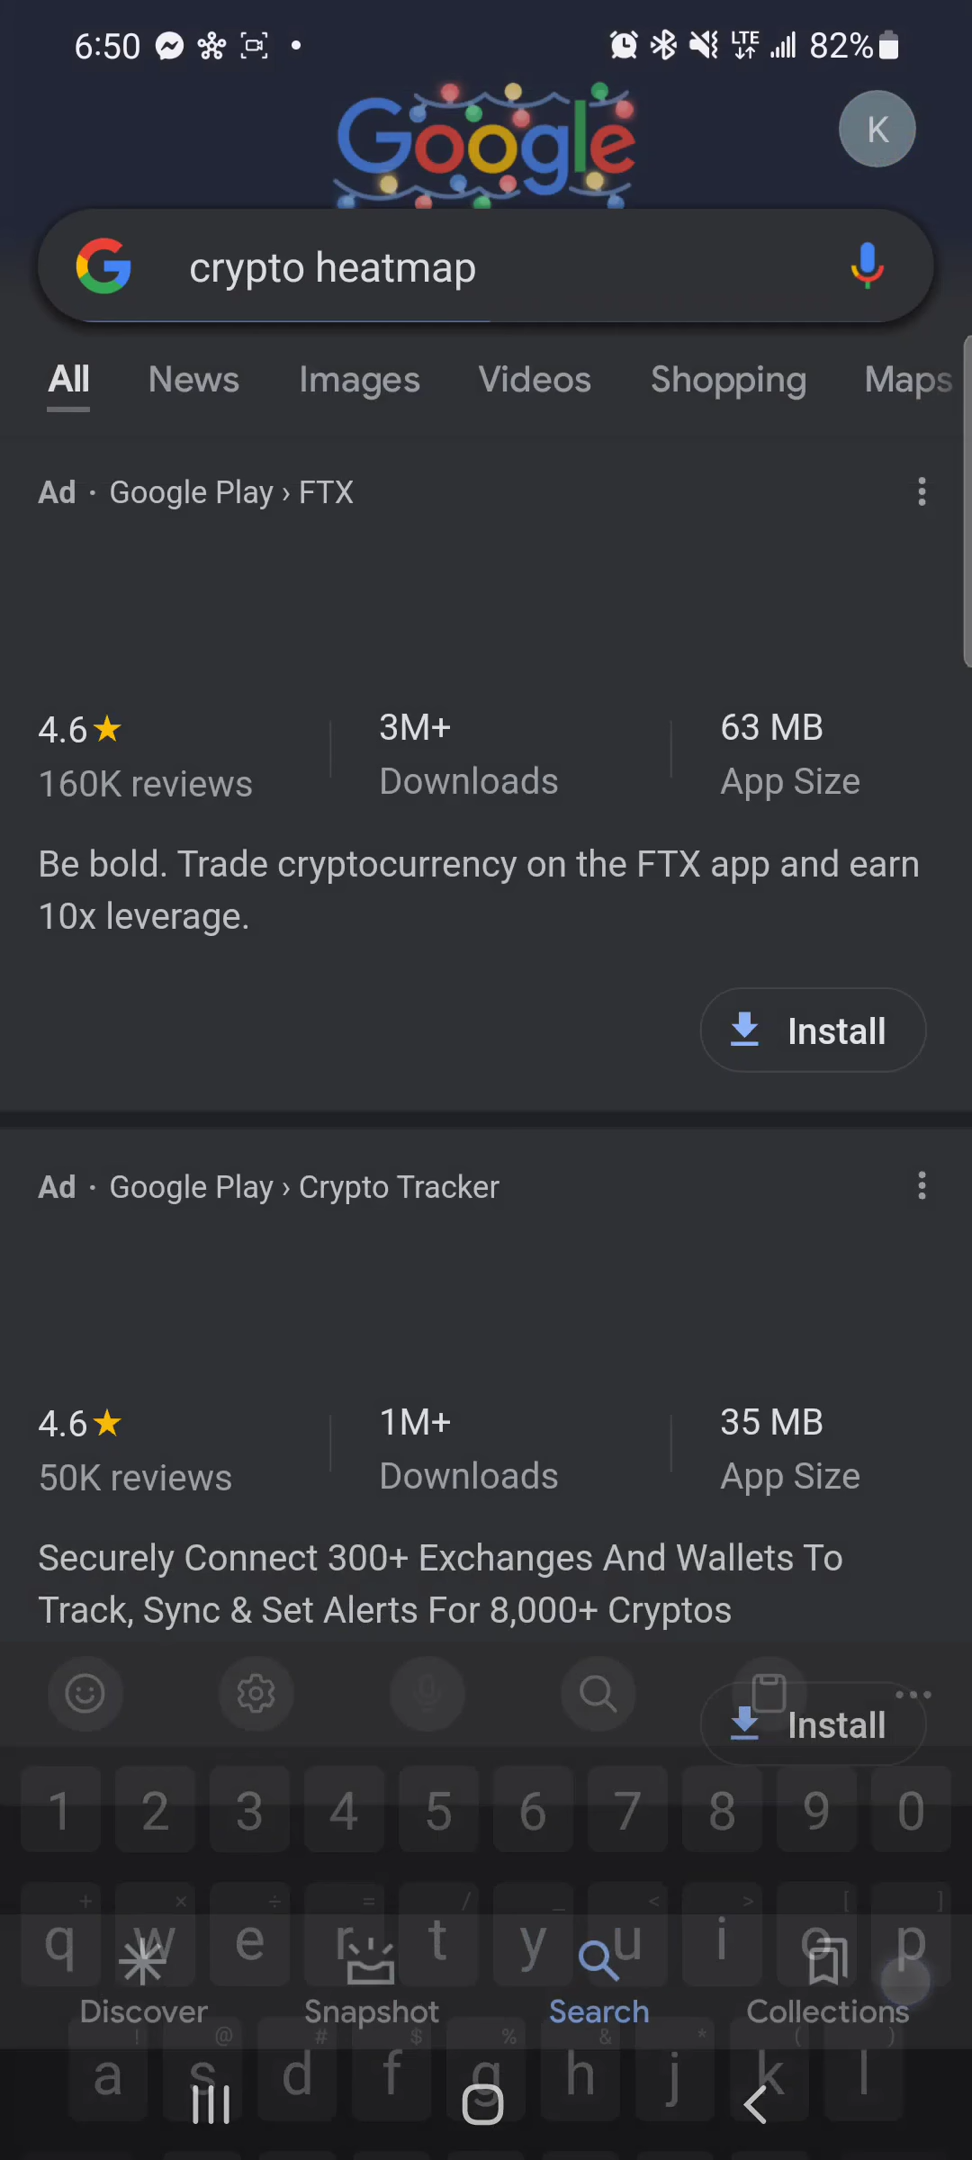 6:50 82%
LTE
Google
K
crypto heatmap
All News Images Videos Shopping Maps
Ad · Google Play › FTX
4.6★ 3M+ 63 MB
160K reviews Downloads App Size
Be bold. Trade cryptocurrency on the FTX app and earn
10x leverage.
Install
Ad · Google Play › Crypto Tracker
4.6★ 1M+ 35 MB
50K reviews Downloads App Size
Securely Connect 300+ Exchanges And Wallets To
Track, Sync & Set Alerts For 8,000+ Cryptos
Install
1 2 3 4 5 6 7 8 9 0
+ × ÷ = / _ < > [ ]
q w e r t y u i o p
Discover Snapshot Search Collections
! @ # $ % & * ( )
a s d f g h j k l